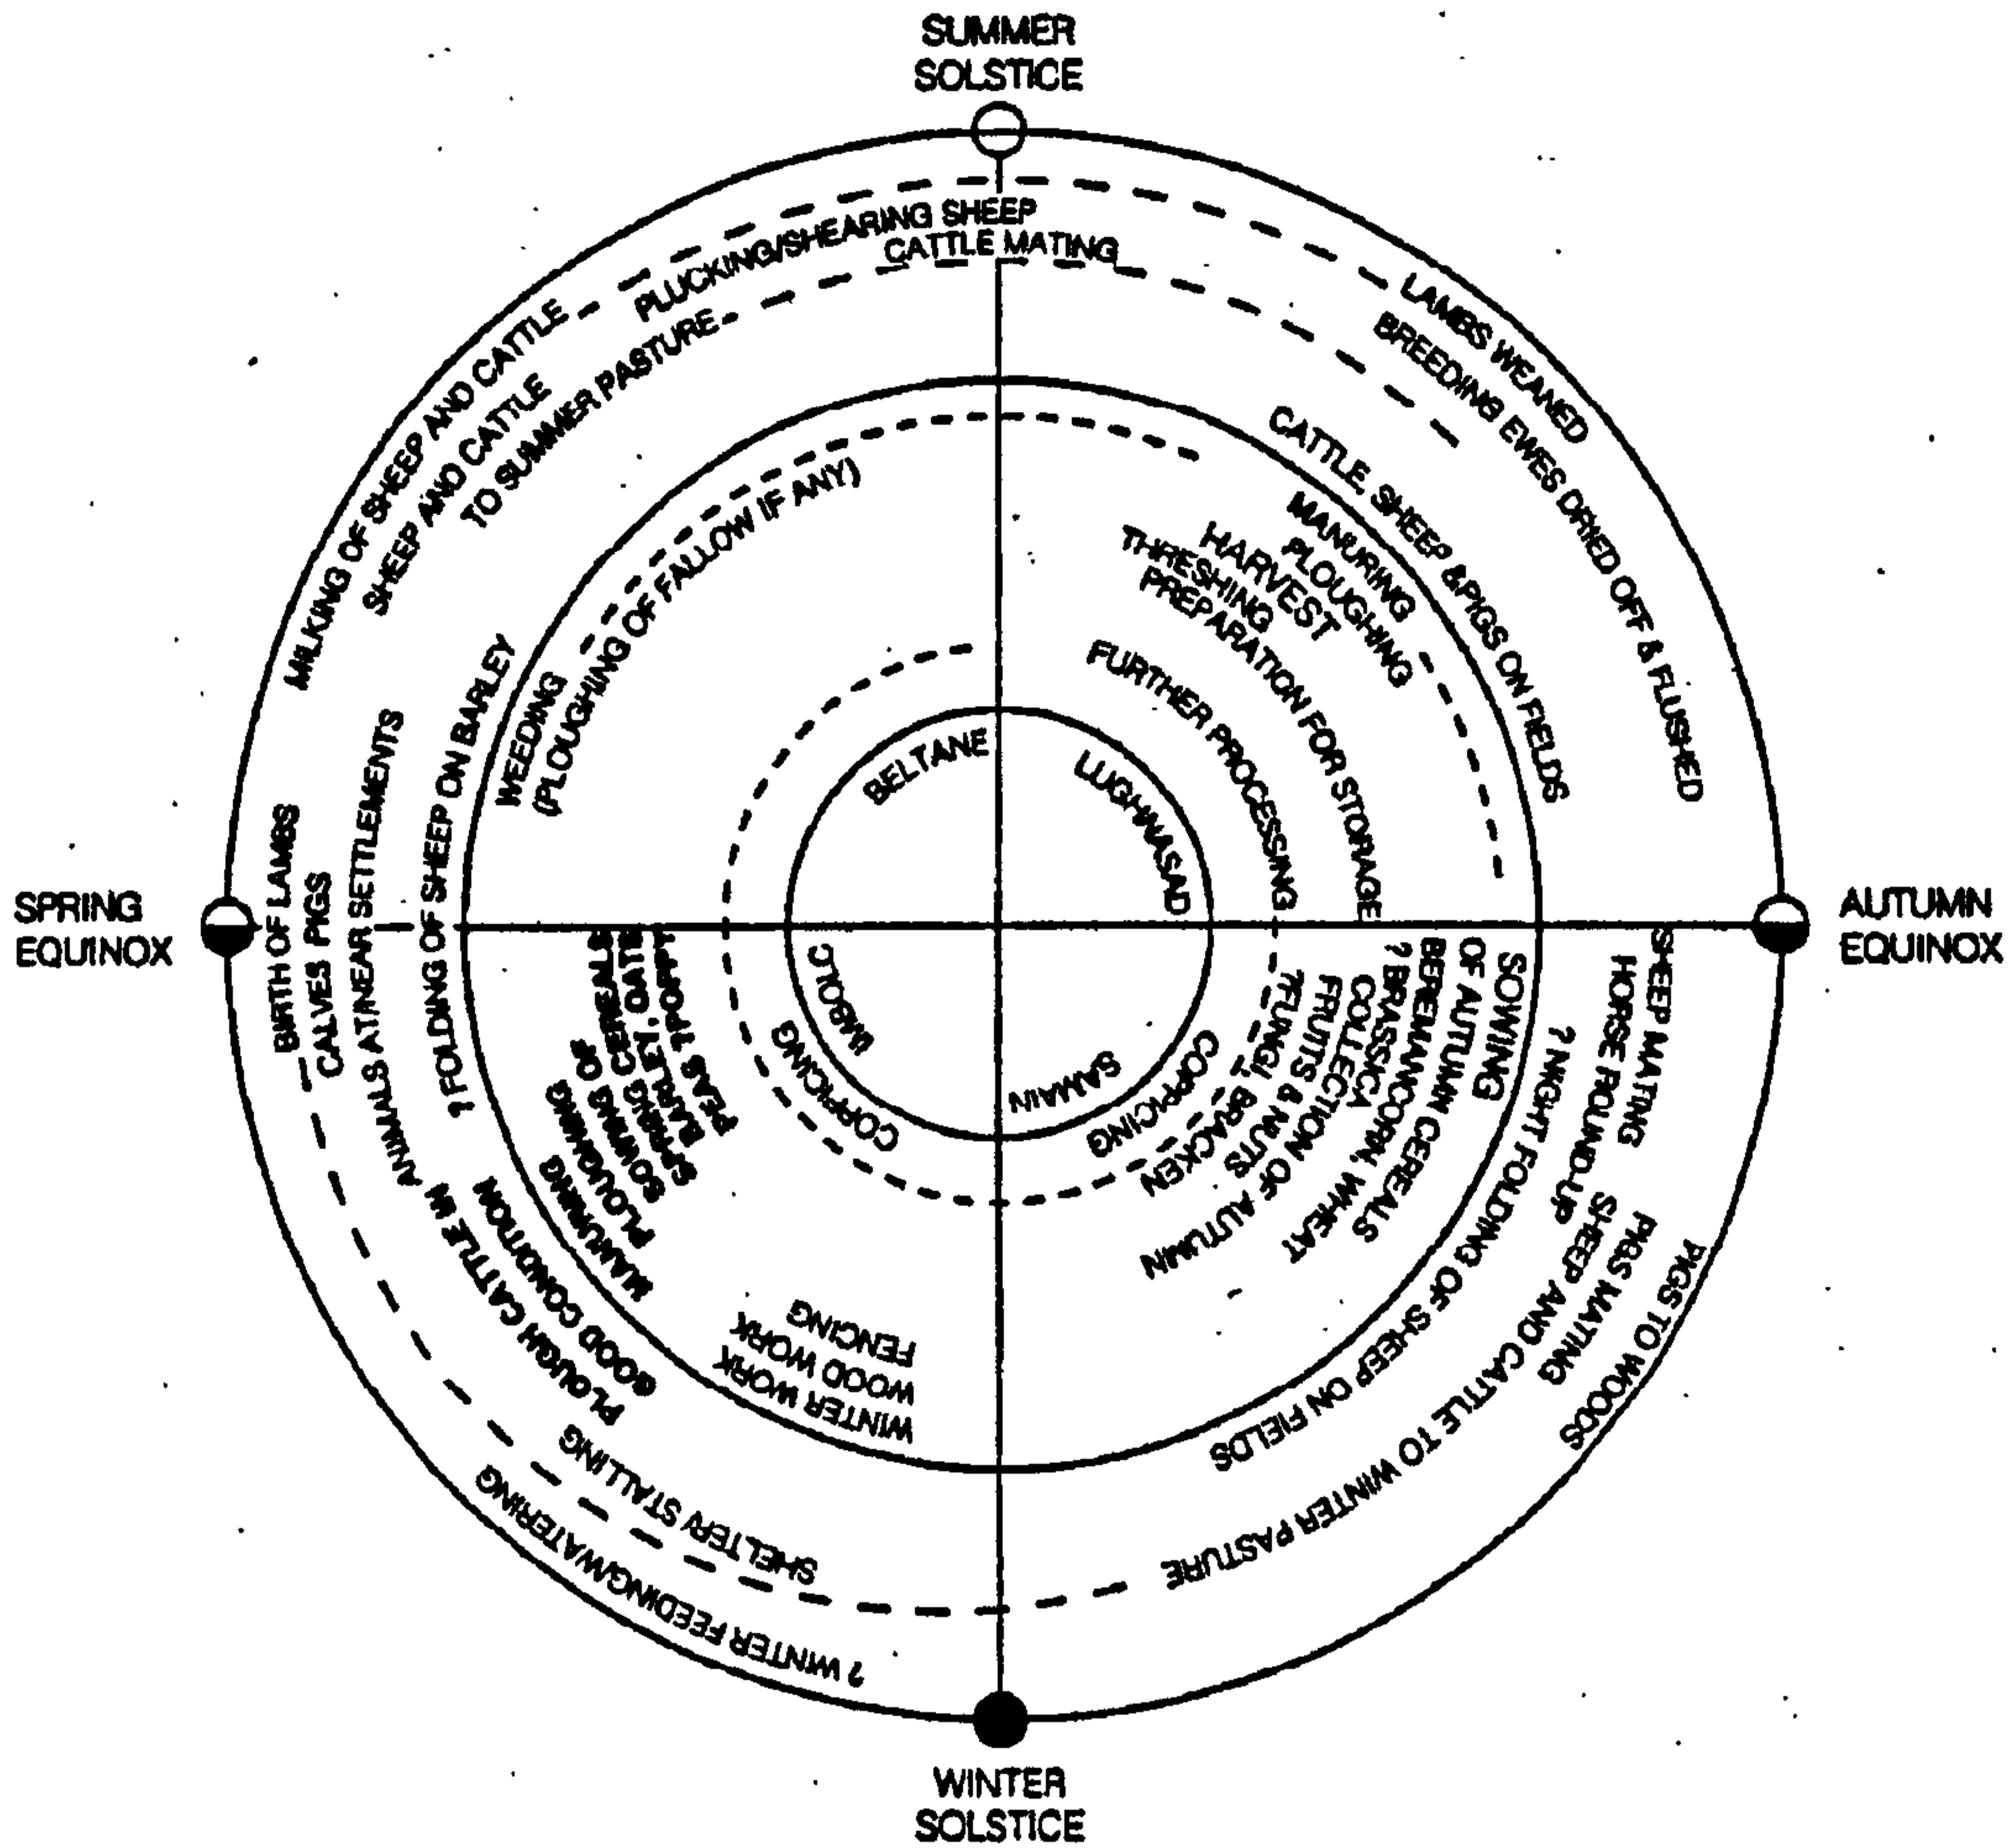 SUMMER
SOLSTICE
PLUCKING/SHEARING SHEEP
CATTLE MATING
MILKING OF SHEEP AND CATTLE
SHEEP AND CATTLE
TO SUMMER PASTURE
LAMBS WEANED
BREEDING EWES DRIED OFF & FLUSHED
CATTLE, SHEEP & PIGS ON FIELDS
MANURING
PLOUGHING
HARVEST
THRESHING
PREPARATION FOR STORAGE
FURTHER PROCESSING
WEEDING
(PLOUGHING OF FALLOW IF ANY)
BELTANE
LUGHNASAD
SPRING
EQUINOX
AUTUMN
EQUINOX
BIRTH OF LAMBS
CALVES PIGS
ANIMALS AT/NEAR SETTLEMENTS
? FOLDING OF SHEEP ON BARLEY
IMBOLC
SAMAIN
COPPICING
COPPICING
PEAS
? BARLEY, OATS
SPRING CEREALS
SOWING OF
PLOUGHING
MANURING
PLOUGH CATTLE IN
GOOD CONDITION
WINTER WORK
WOOD WORK
FENCING
SHELTER/ STALLING
? WINTER FEEDING/WATERING
SOWING
OF AUTUMN CEREALS
WHEAT
? BRASSICA
COLLECTION OF AUTUMN
FRUITS & NUTS
BRACKEN
? NIGHT FOLDING OF SHEEP ON FIELDS
SHEEP MATING
HORSE ROUND-UP
SHEEP AND CATTLE TO WINTER PASTURE
PIGS MATING
PIGS TO WOODS
WINTER
SOLSTICE